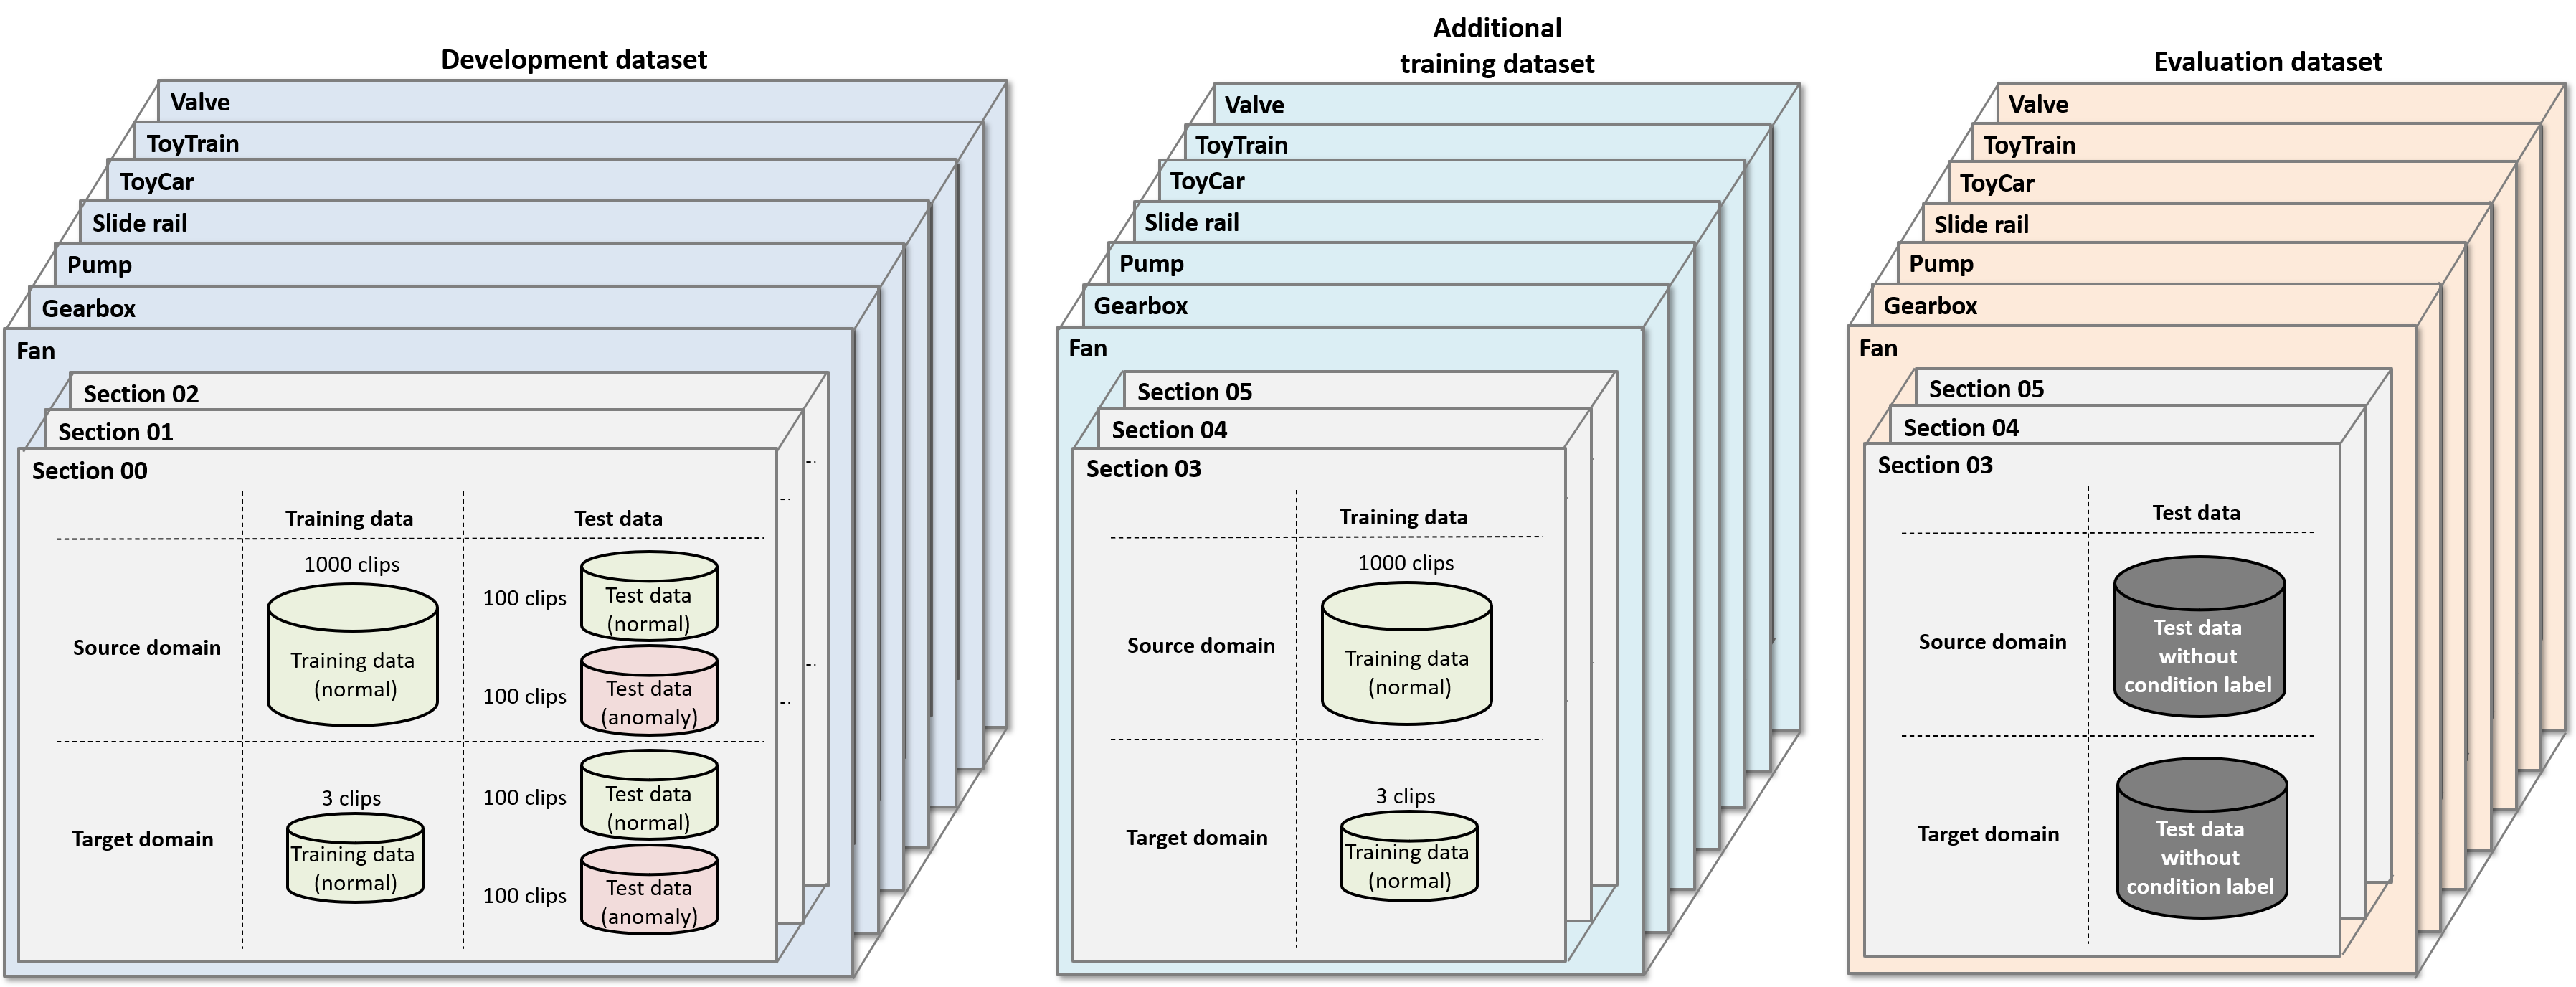 Development dataset
Valve
ToyTrain
ToyCar
Slide rail
Pump
Gearbox
Fan
Section 02
Section 01
Section 00
Training data
Test data
Source domain
1000 clips
Training data
(normal)
100 clips
Test data
(normal)
100 clips
Test data
(anomaly)
Target domain
3 clips
Training data
(normal)
100 clips
Test data
(normal)
100 clips
Test data
(anomaly)
Additional
training dataset
Valve
ToyTrain
ToyCar
Slide rail
Pump
Gearbox
Fan
Section 05
Section 04
Section 03
Training data
Source domain
1000 clips
Training data
(normal)
Target domain
3 clips
Training data
(normal)
Evaluation dataset
Valve
ToyTrain
ToyCar
Slide rail
Pump
Gearbox
Fan
Section 05
Section 04
Section 03
Test data
Source domain
Test data
without
condition label
Target domain
Test data
without
condition label